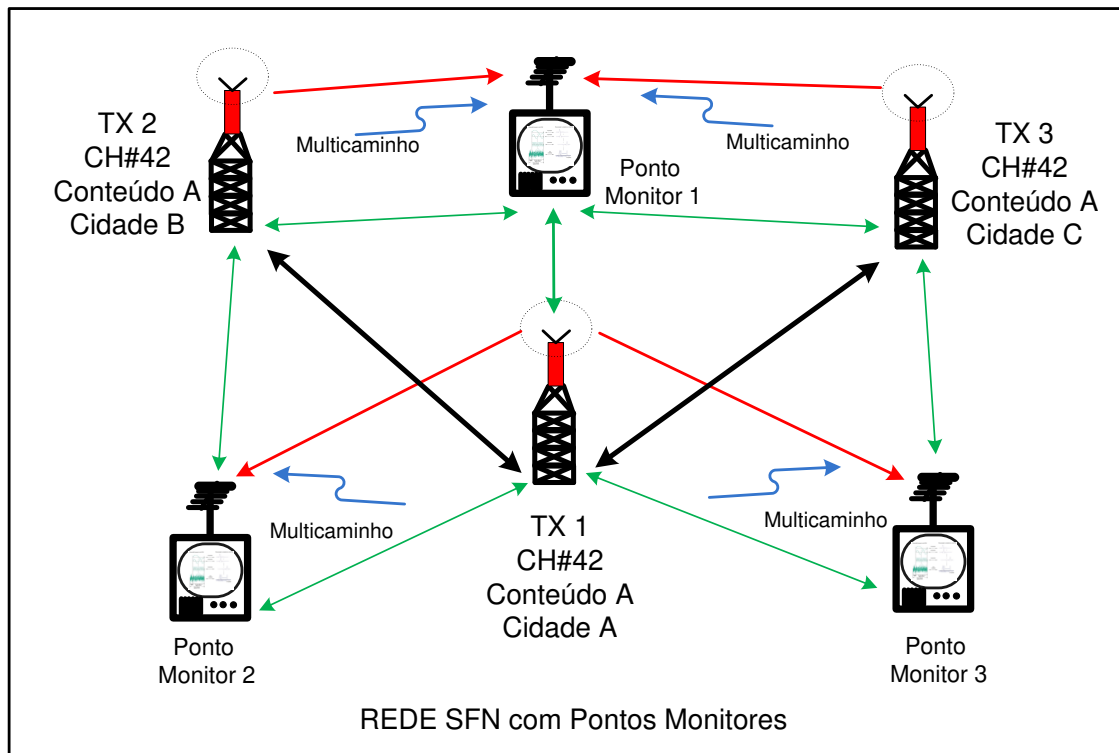 TX 2
CH#42
Conteúdo A
Cidade B
Multicaminho
Ponto
Monitor 1
Multicaminho
TX 3
CH#42
Conteúdo A
Cidade C
Multicaminho
Ponto
Monitor 2
TX 1
CH#42
Conteúdo A
Cidade A
Multicaminho
Ponto
Monitor 3
REDE SFN com Pontos Monitores